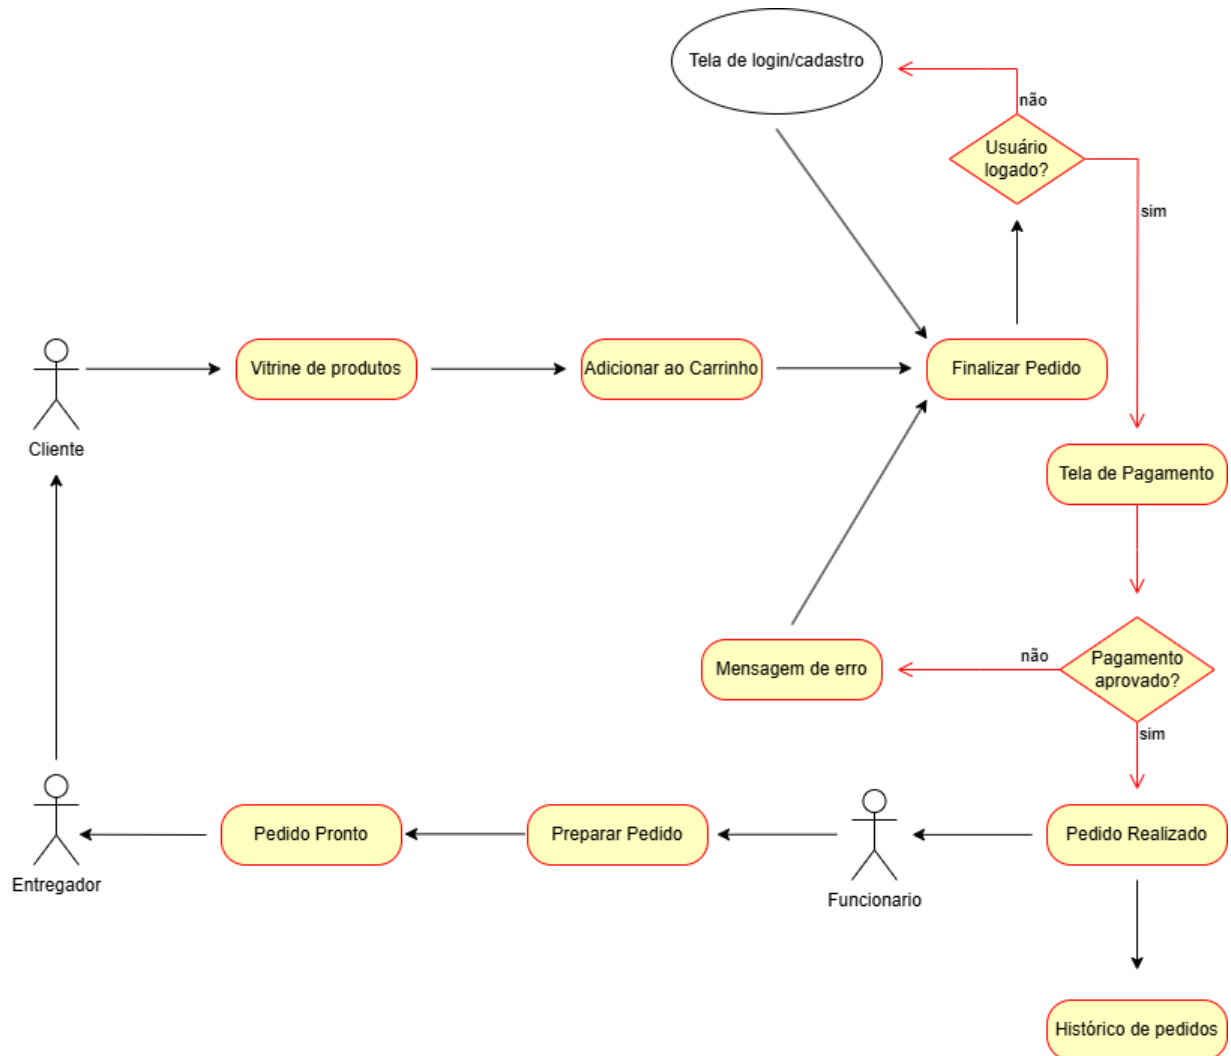 Tela de login/cadastro
não
Usuário
logado?
sim
Vitrine de produtos
Adicionar ao Carrinho
Finalizar Pedido
Cliente
Tela de Pagamento
não
Pagamento
aprovado?
Mensagem de erro
sim
Pedido Pronto
Preparar Pedido
Pedido Realizado
Entregador
Funcionario
Histórico de pedidos